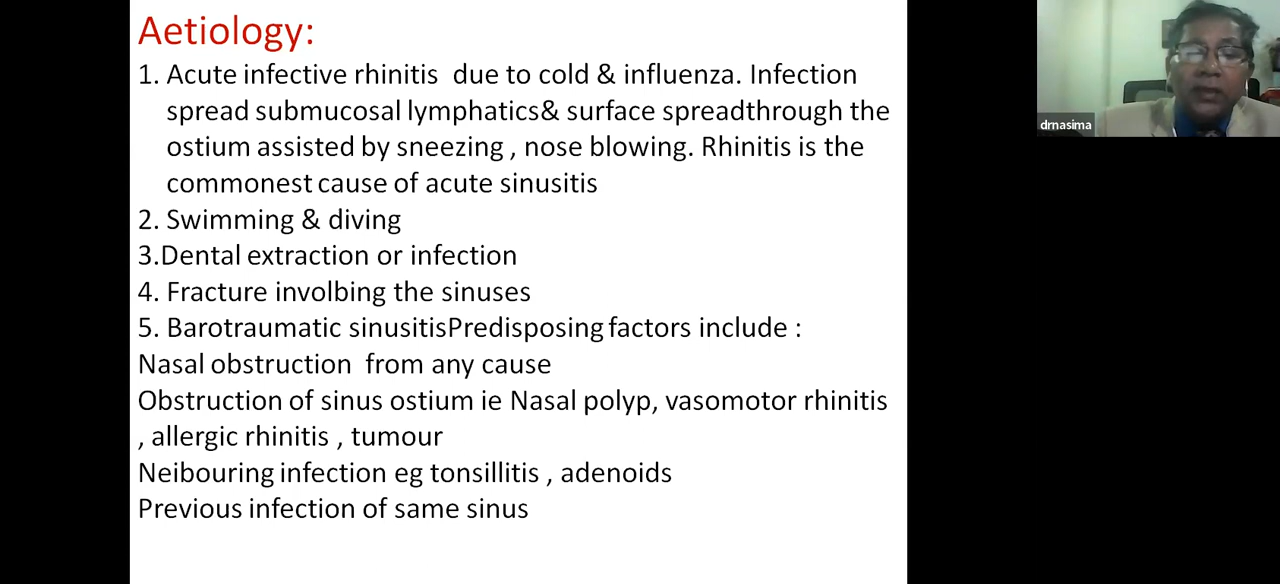 Aetiology:
1. Acute infective rhinitis  due to cold & influenza. Infection
spread submucosal lymphatics& surface spreadthrough the
ostium assisted by sneezing , nose blowing. Rhinitis is the
commonest cause of acute sinusitis
2. Swimming & diving
3.Dental extraction or infection
4. Fracture involbing the sinuses
5. Barotraumatic sinusitisPredisposing factors include :
Nasal obstruction  from any cause
Obstruction of sinus ostium ie Nasal polyp, vasomotor rhinitis
, allergic rhinitis , tumour
Neibouring infection eg tonsillitis , adenoids
Previous infection of same sinus
drnasima